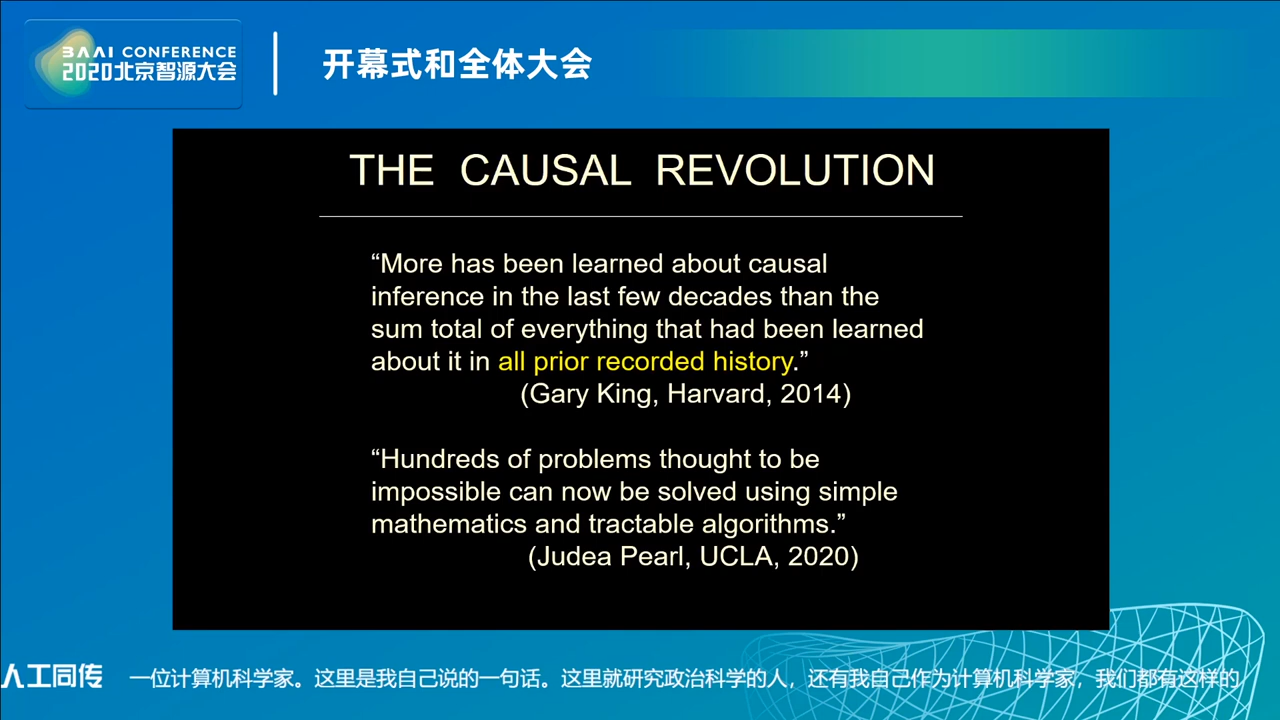 BAAI CONFERENCE
2020北京智源大会
开幕式和全体大会
THE CAUSAL REVOLUTION
“More has been learned about causal
inference in the last few decades than the
sum total of everything that had been learned
about it in all prior recorded history.”
(Gary King, Harvard, 2014)
“Hundreds of problems thought to be
impossible can now be solved using simple
mathematics and tractable algorithms.”
(Judea Pearl, UCLA, 2020)
人工同传 一位计算机科学家。这里是我自己说的一句话。这里就研究政治科学的人，还有我自己作为计算机科学家，我们都有这样的